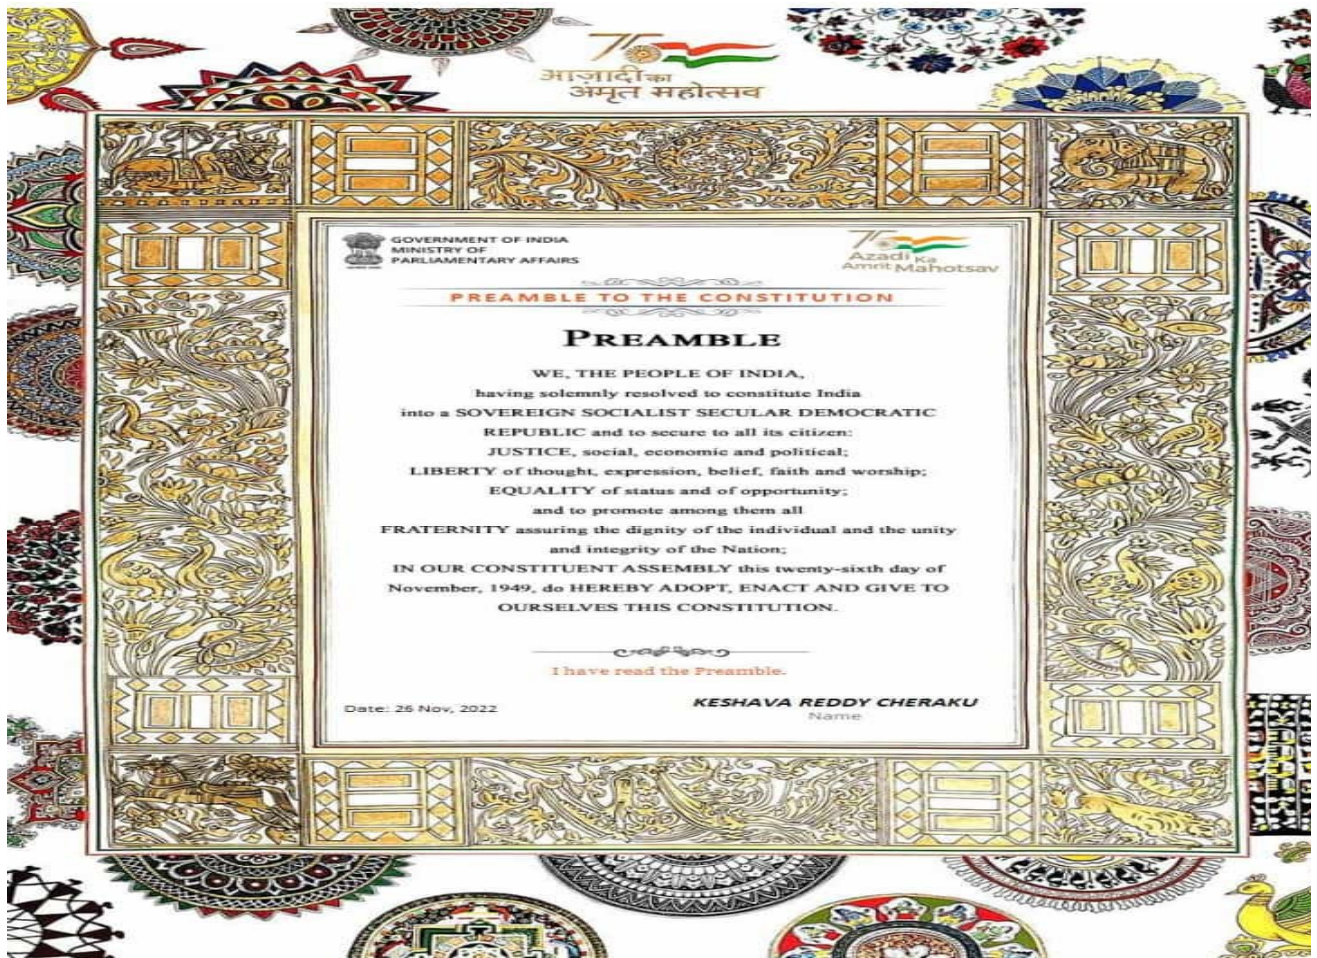 75
आज़ादी का
अमृत महोत्सव
GOVERNMENT OF INDIA
MINISTRY OF
PARLIAMENTARY AFFAIRS
75
Azadi Ka
Amrit Mahotsav
PREAMBLE TO THE CONSTITUTION
PREAMBLE
WE, THE PEOPLE OF INDIA,
having solemnly resolved to constitute India
into a SOVEREIGN SOCIALIST SECULAR DEMOCRATIC
REPUBLIC and to secure to all its citizen:
JUSTICE, social, economic and political;
LIBERTY of thought, expression, belief, faith and worship;
EQUALITY of status and of opportunity;
and to promote among them all
FRATERNITY assuring the dignity of the individual and the unity
and integrity of the Nation;
IN OUR CONSTITUENT ASSEMBLY this twenty-sixth day of
November, 1949, do HEREBY ADOPT, ENACT AND GIVE TO
OURSELVES THIS CONSTITUTION.
I have read the Preamble.
Date: 26 Nov, 2022
KESHAVA REDDY CHERAKU
Name